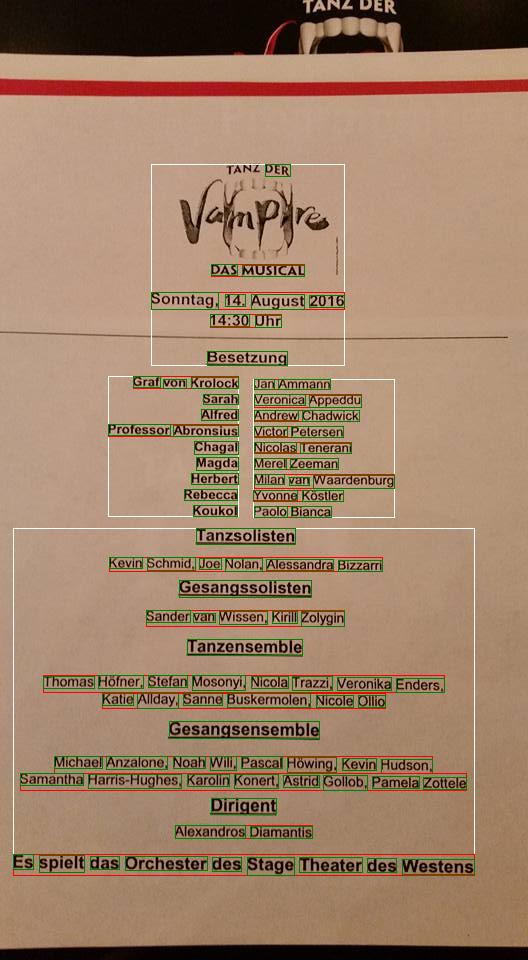 TANZ DER
TANZ DER
Vampire
DAS MUSICAL
Sonntag, 14. August 2016
14:30 Uhr
Besetzung
Graf von Krolock Jan Ammann
Sarah Veronica Appeddu
Alfred Andrew Chadwick
Professor Abronsius Victor Petersen
Chagal Nicolas Tenerani
Magda Merel Zeeman
Herbert Milan van Waardenburg
Rebecca Yvonne Köstler
Koukol Paolo Bianca
Tanzsolisten
Kevin Schmid, Joe Nolan, Alessandra Bizzarri
Gesangssolisten
Sander van Wissen, Kirill Zolygin
Tanzensemble
Thomas Höfner, Stefan Mosonyi, Nicola Trazzi, Veronika Enders,
Katie Allday, Sanne Buskermolen, Nicole Ollio
Gesangsensemble
Michael Anzalone, Noah Wili, Pascal Höwing, Kevin Hudson,
Samantha Harris-Hughes, Karolin Konert, Astrid Gollob, Pamela Zottele
Dirigent
Alexandros Diamantis
Es spielt das Orchester des Stage Theater des Westens